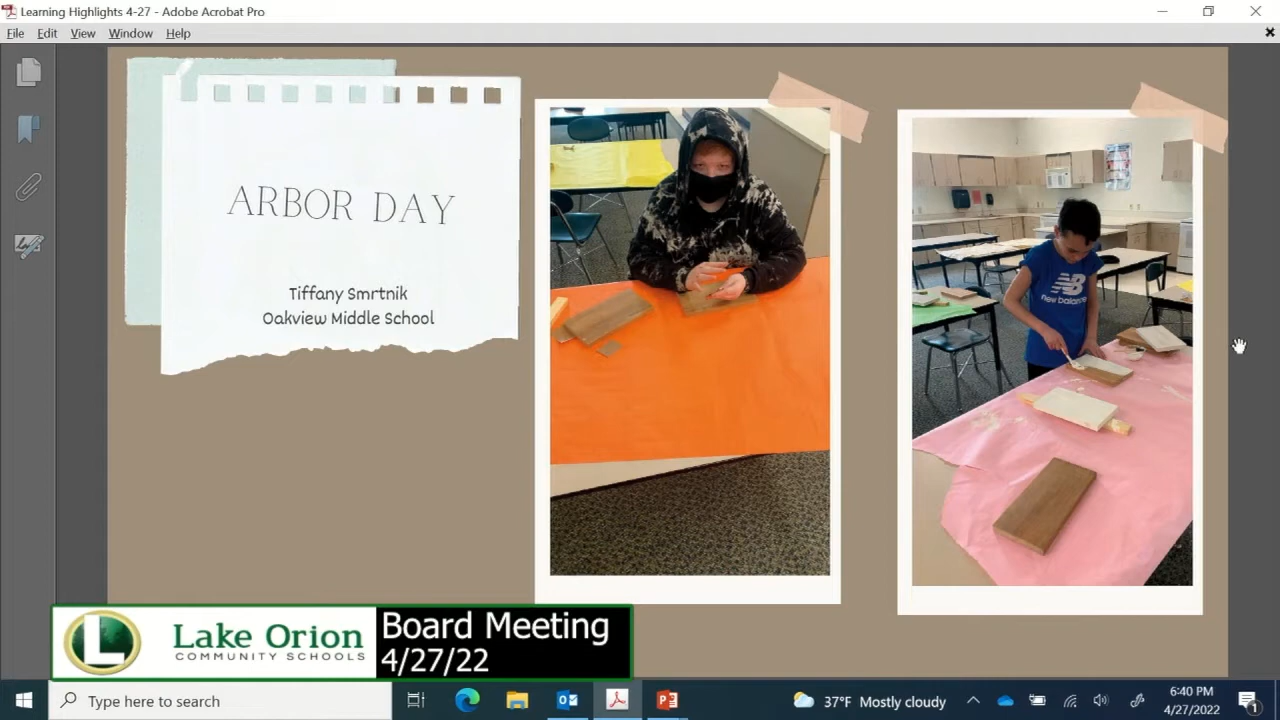 Learning Highlights 4-27 - Adobe Acrobat Pro
File Edit View Window Help
ARBOR DAY
Tiffany Smrtnik
Oakview Middle School
new balance
L
Lake Orion
COMMUNITY SCHOOLS
Board Meeting
4/27/22
Type here to search
37°F Mostly cloudy
6:40 PM
4/27/2022
1